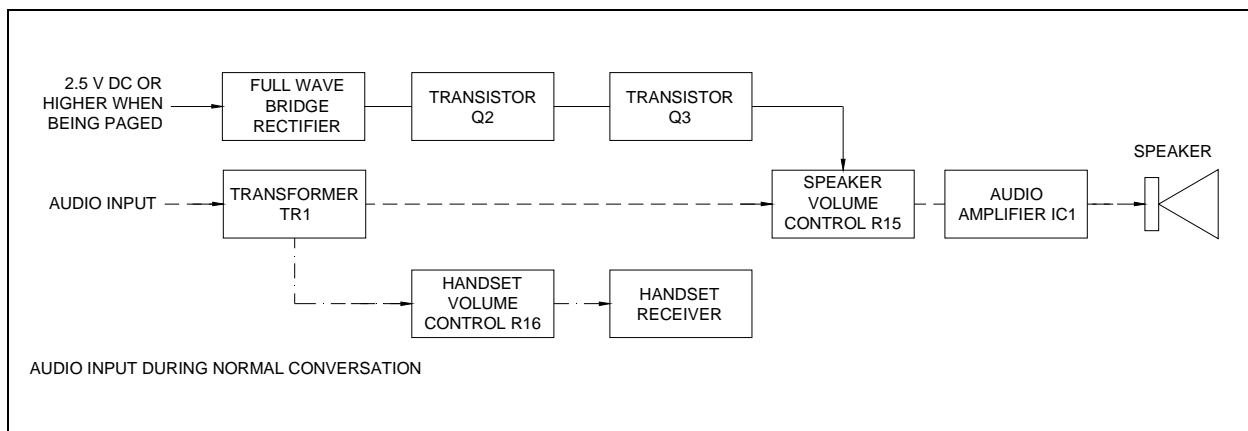 2.5 V DC OR
HIGHER WHEN
BEING PAGED
FULL WAVE
BRIDGE
RECTIFIER
TRANSISTOR
Q2
TRANSISTOR
Q3
SPEAKER
AUDIO INPUT
TRANSFORMER
TR1
SPEAKER
VOLUME
CONTROL R15
AUDIO
AMPLIFIER IC1
HANDSET
VOLUME
CONTROL R16
HANDSET
RECEIVER
AUDIO INPUT DURING NORMAL CONVERSATION